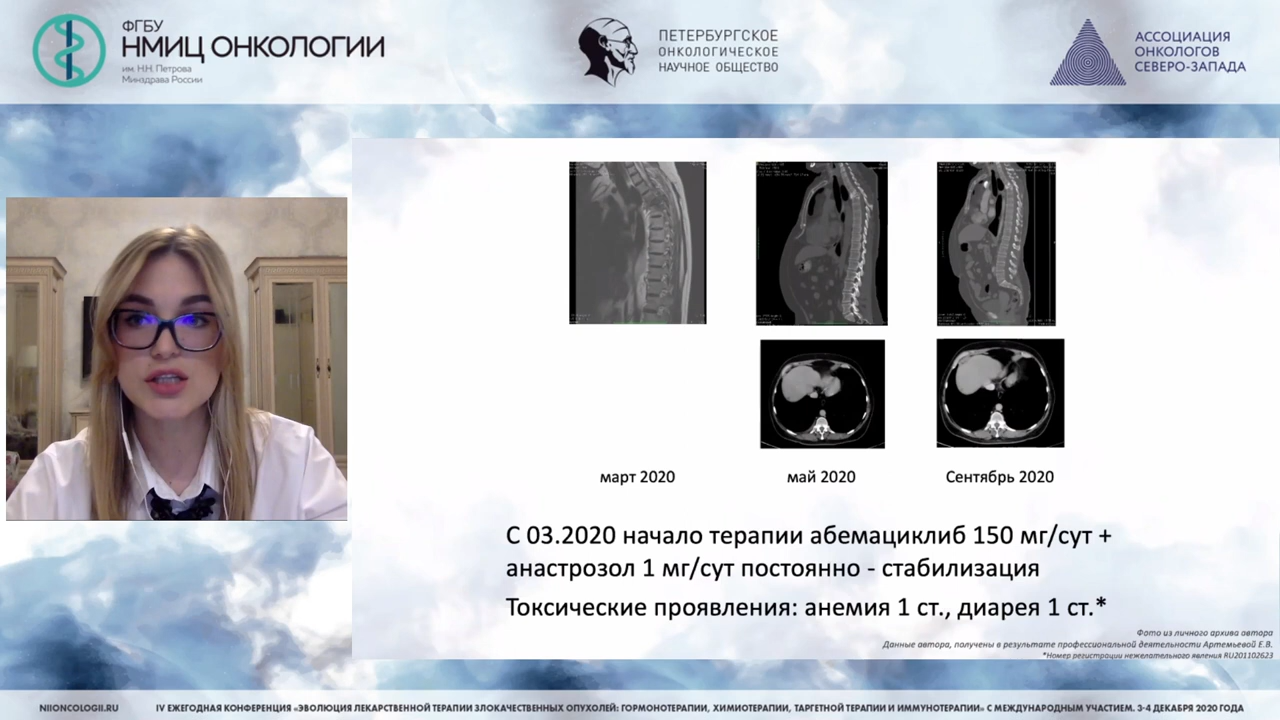 ФГБУ
НМИЦ ОНКОЛОГИИ
им. Н.Н. Петрова
Минздрава России
ПЕТЕРБУРГСКОЕ
ОНКОЛОГИЧЕСКОЕ
НАУЧНОЕ ОБЩЕСТВО
АССОЦИАЦИЯ
ОНКОЛОГОВ
СЕВЕРО-ЗАПАДА
март 2020
май 2020
Сентябрь 2020
С 03.2020 начало терапии абемациклиб 150 мг/сут +
анастрозол 1 мг/сут постоянно - стабилизация
Токсические проявления: анемия 1 ст., диарея 1 ст.*
Фото из личного архива автора
Данные автора, получены в результате профессиональной деятельности Артемьевой Е.В.
*Номер регистрации нежелательного явления RU201102623
NIIONCOLOGII.RU
IV ЕЖЕГОДНАЯ КОНФЕРЕНЦИЯ «ЭВОЛЮЦИЯ ЛЕКАРСТВЕННОЙ ТЕРАПИИ ЗЛОКАЧЕСТВЕННЫХ ОПУХОЛЕЙ: ГОРМОНОТЕРАПИИ, ХИМИОТЕРАПИИ, ТАРГЕТНОЙ ТЕРАПИИ И ИММУНОТЕРАПИИ» С МЕЖДУНАРОДНЫМ УЧАСТИЕМ. 3-4 ДЕКАБРЯ 2020 ГОДА